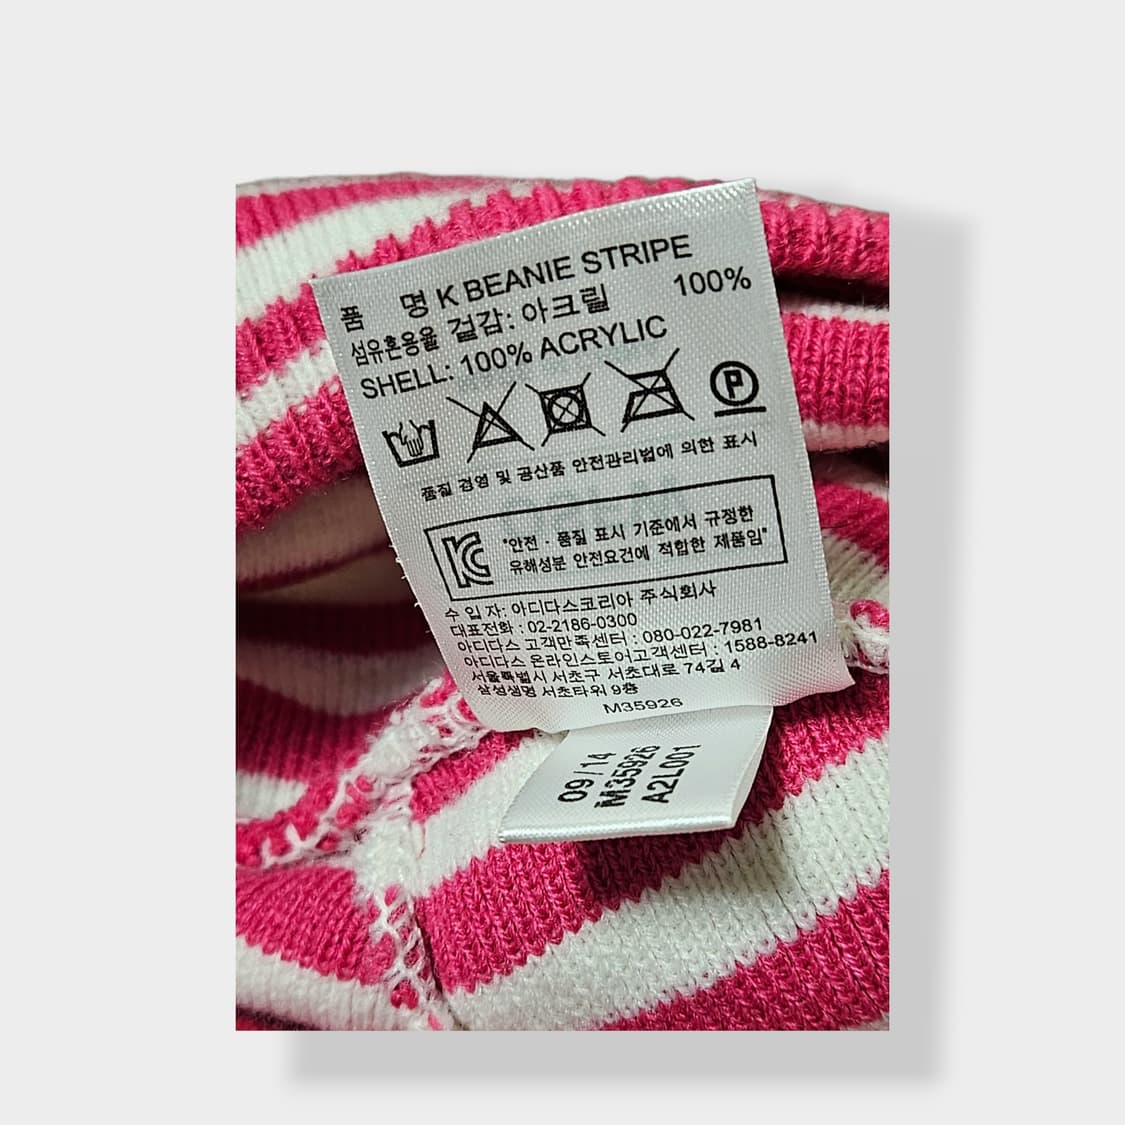 품 명 K BEANIE STRIPE
섬유혼용율 겉감: 아크릴 100%
SHELL: 100% ACRYLIC
P
품질 경영 및 공산품 안전관리법에 의한 표시
KC
"안전 · 품질 표시 기준에서 규정한
유해성분 안전요건에 적합한 제품임"
수 입 자: 아디다스코리아 주식회사
대표전화 : 02-2186-0300
아디다스 고객만족센터 : 080-022-7981
아디다스 온라인스토어고객센터 : 1588-8241
서울특별시 서초구 서초대로 74길 4
삼성생명 서초타워 9층
M35926
09/14
M35926
A2L001